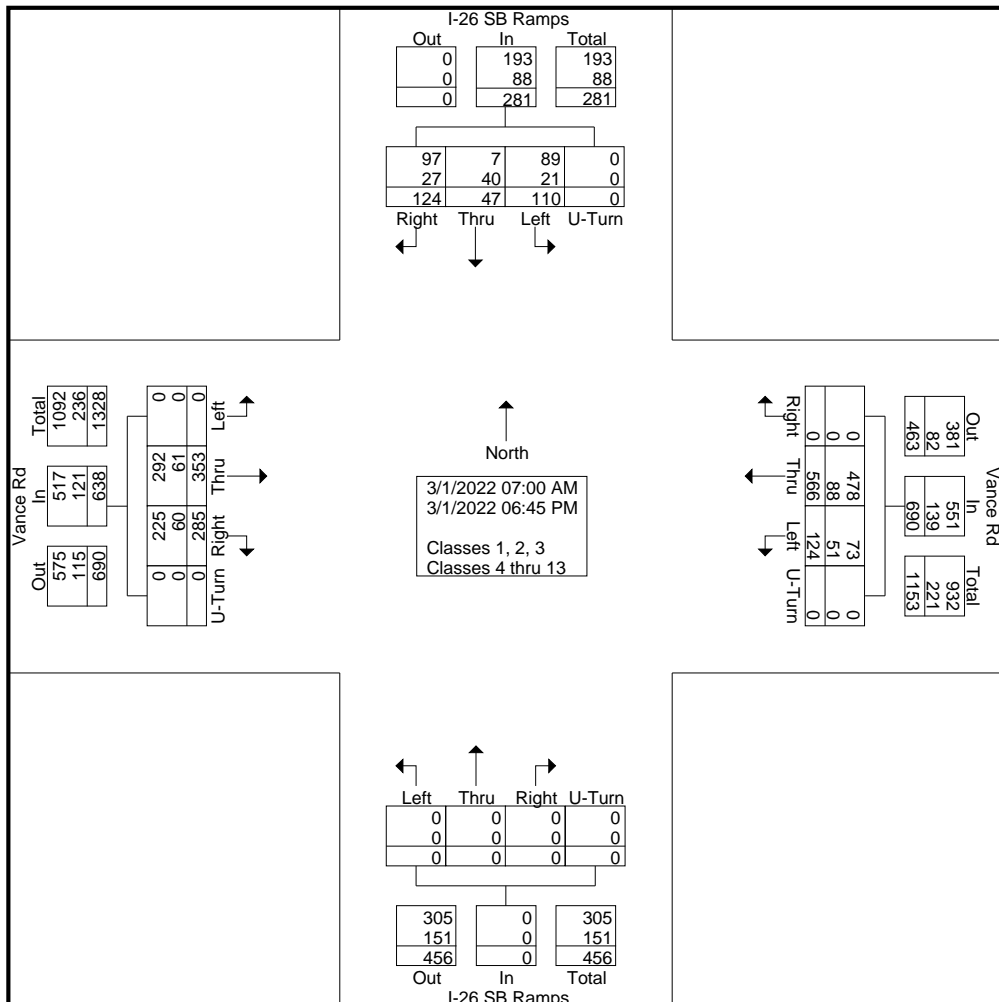 I-26 SB Ramps
Out In Total
0 193 193
0 88 88
0 281 281
97 7 89 0
27 40 21 0
124 47 110 0
Right Thru Left U-Turn
Vance Rd
Total In Out
1092 517 575
236 121 115
1328 638 690
Left Thru Right U-Turn
0 292 225 0
0 61 60 0
0 353 285 0
North
3/1/2022 07:00 AM
3/1/2022 06:45 PM
Classes 1, 2, 3
Classes 4 thru 13
Right Thru Left U-Turn
0 478 73 0
0 88 51 0
0 566 124 0
Vance Rd
Out In Total
381 551 932
82 139 221
463 690 1153
Left Thru Right U-Turn
0 0 0 0
0 0 0 0
0 0 0 0
305 0 305
151 0 151
456 0 456
Out In Total
I-26 SB Ramps